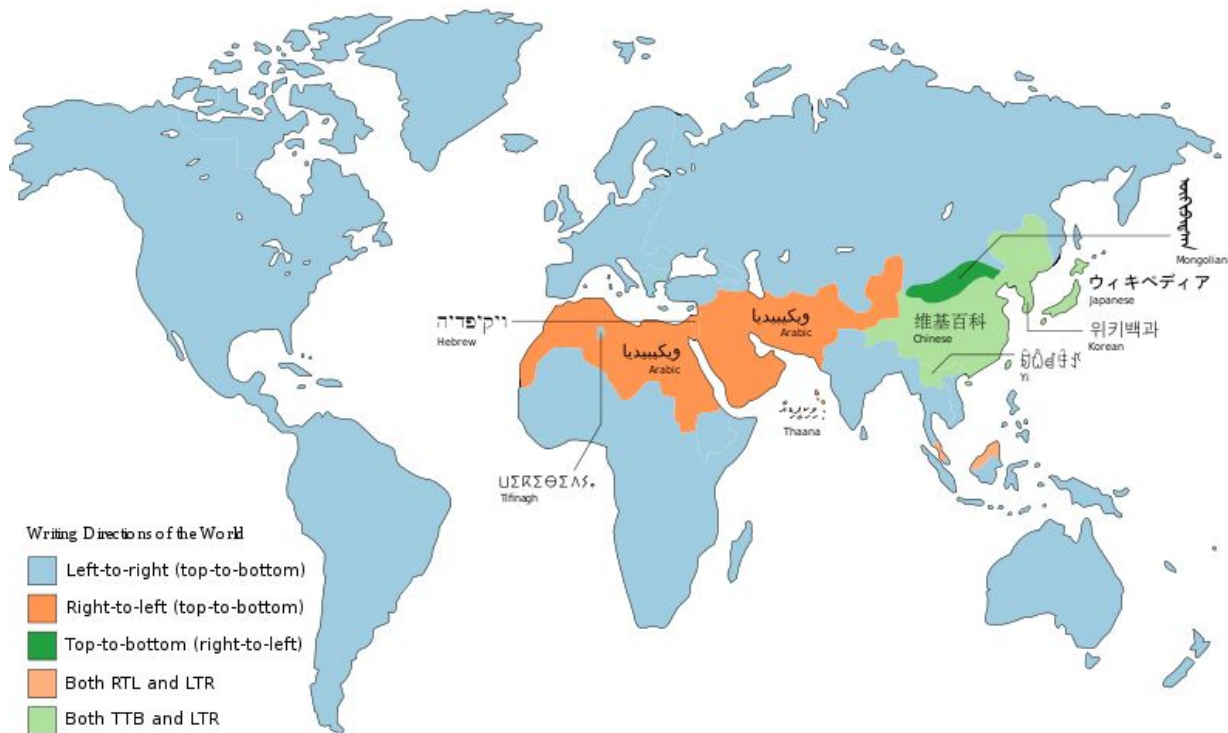 Mongolian
ウィキペディア
Japanese
ויקיפדיה
Hebrew
ويكيبيديا
Arabic
ويكيبيديا
Arabic
维基百科
Chinese
위키백과
Korean
Yi
Thaana
Tifinagh
Writing Directions of the World
Left-to-right (top-to-bottom)
Right-to-left (top-to-bottom)
Top-to-bottom (right-to-left)
Both RTL and LTR
Both TTB and LTR